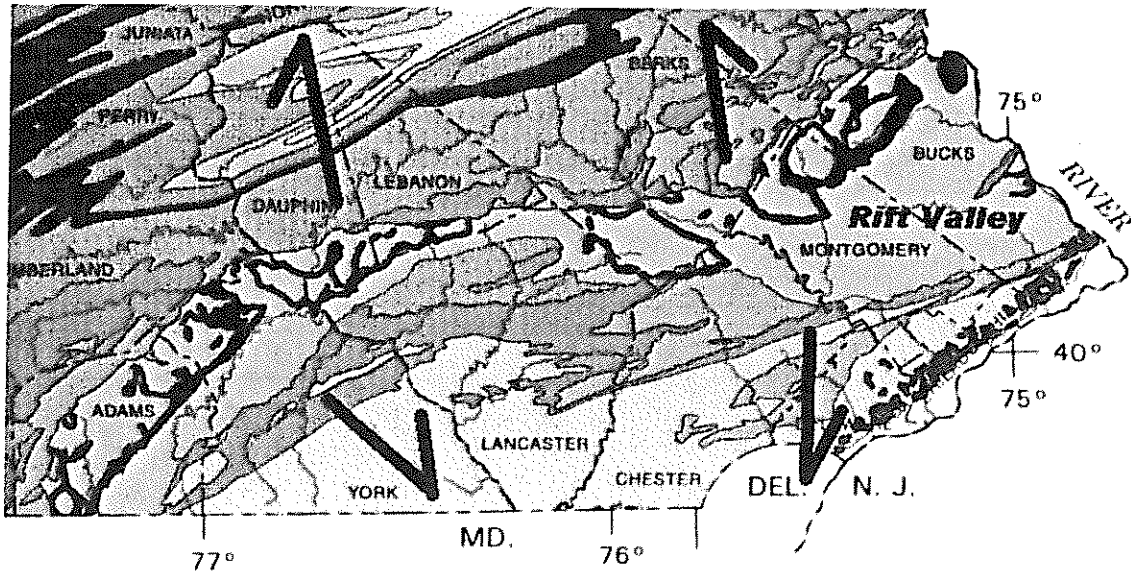 JUNIATA
PERRY
BERKS
75°
BUCKS
LEBANON
DAUPHIN
RIVER
Rift Valley
MONTGOMERY
MBERLAND
40°
75°
ADAMS
LANCASTER
YORK
CHESTER
DEL.
N. J.
MD.
77°
76°